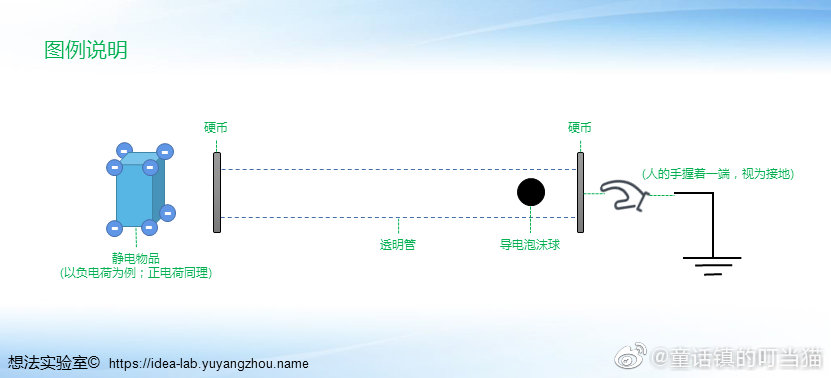 图例说明
硬币
硬币
(人的手握着一端，视为接地)
透明管
导电泡沫球
静电物品
(以负电荷为例；正电荷同理)
想法实验室© https://idea-lab.yuyangzhou.name
@童话镇的叮当猫